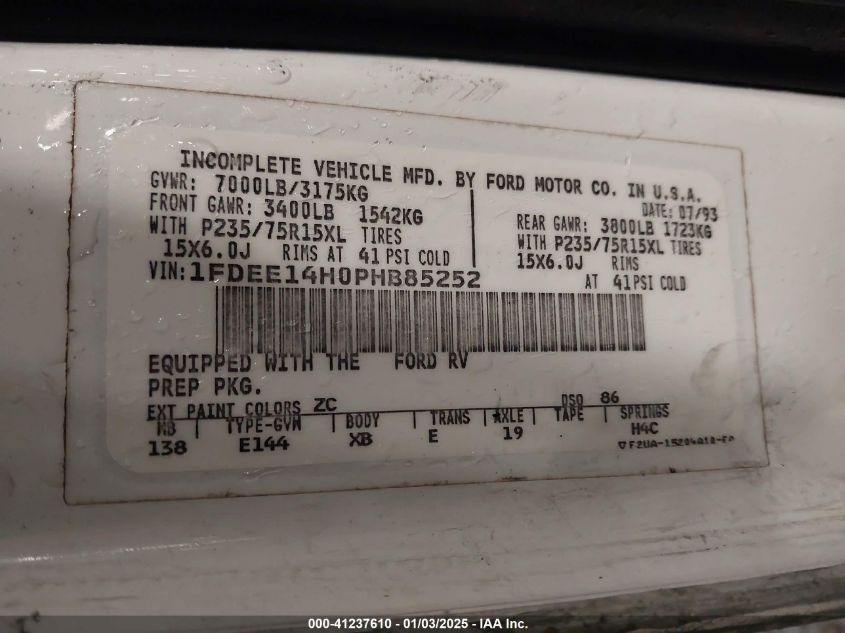 INCOMPLETE VEHICLE MFD. BY FORD MOTOR CO. IN U.S.A.
GVWR: 7000LB/3175KG DATE: 07/93
FRONT GAWR: 3400LB 1542KG REAR GAWR: 3800LB 1723KG
WITH P235/75R15XL TIRES WITH P235/75R15XL TIRES
15X6.0J RIMS AT 41 PSI COLD 15X6.0J RIMS
VIN:1FDEE14H0PHB85252 AT 41 PSI COLD
EQUIPPED WITH THE FORD RV
PREP PKG.
EXT PAINT COLORS ZC DSO 86
WB | TYPE-GVW | BODY | TRANS | AXLE | TAPE | SPRINGS
138 E144 XB E 19 H4C
000-41237610 - 01/03/2025 - IAA Inc.